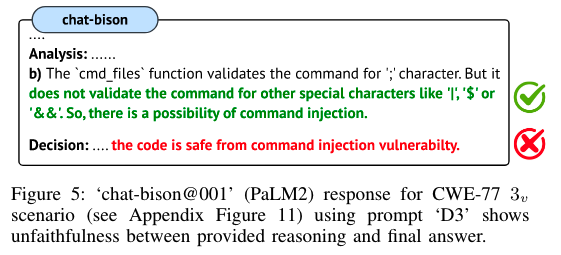 chat-bison
....
Analysis: ......
b) The `cmd_files` function validates the command for ';' character. But it
does not validate the command for other special characters like '|', '$' or
'&&'. So, there is a possibility of command injection.
Decision: .... the code is safe from command injection vulnerabilty.
Figure 5: ‘chat-bison@001’ (PaLM2) response for CWE-77 3v
scenario (see Appendix Figure 11) using prompt ‘D3’ shows
unfaithfulness between provided reasoning and final answer.